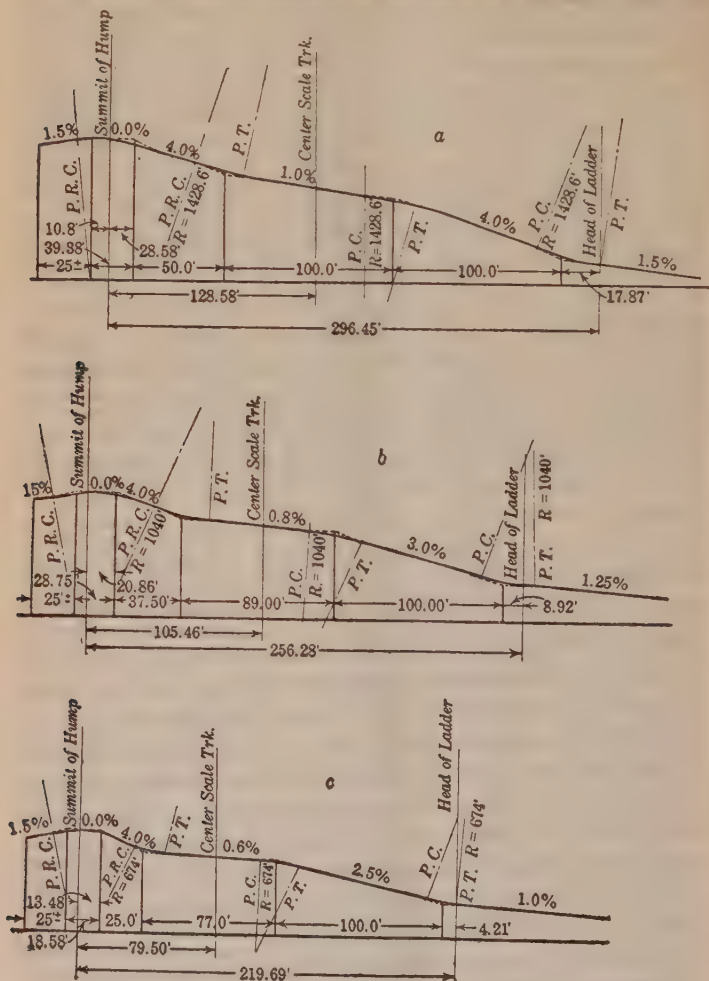 Summit of Hump
Center Scale Trk.
a
1.5%
0.0%
4.0%
P. T.
1.0%
P. R. C.
P. R. C.
R = 1428.6'
P. C.
R = 1428.6'
P. T.
4.0%
P. C.
R = 1428.6'
Head of Ladder
P. T.
1.5%
10.8'
28.58'
39.38'
25±
50.0'
100.0'
100.0'
17.87'
128.58'
296.45'
Summit of Hump
Center Scale Trk.
b
15%
0.0%
4.0%
P. T.
0.8%
P. R. C.
P. R. C.
R = 1040'
P. C.
R = 1040'
P. T.
3.0%
P. C.
Head of Ladder
P. T. R = 1040'
1.25%
28.75
20.86'
25'±
37.50'
89.00'
100.00'
8.92'
105.46'
256.28'
Summit of Hump
Center Scale Trk.
c
Head of Ladder
1.5%
0.0%
4.0%
P. T.
0.6%
P. R. C.
P. R. C.
R = 674'
P. C.
R = 674'
P. T.
2.5%
P. C.
P. T. R = 674'
1.0%
13.48
25'±
25.0'
77.0'
100.0'
4.21'
18.58'
79.50'
219.69'